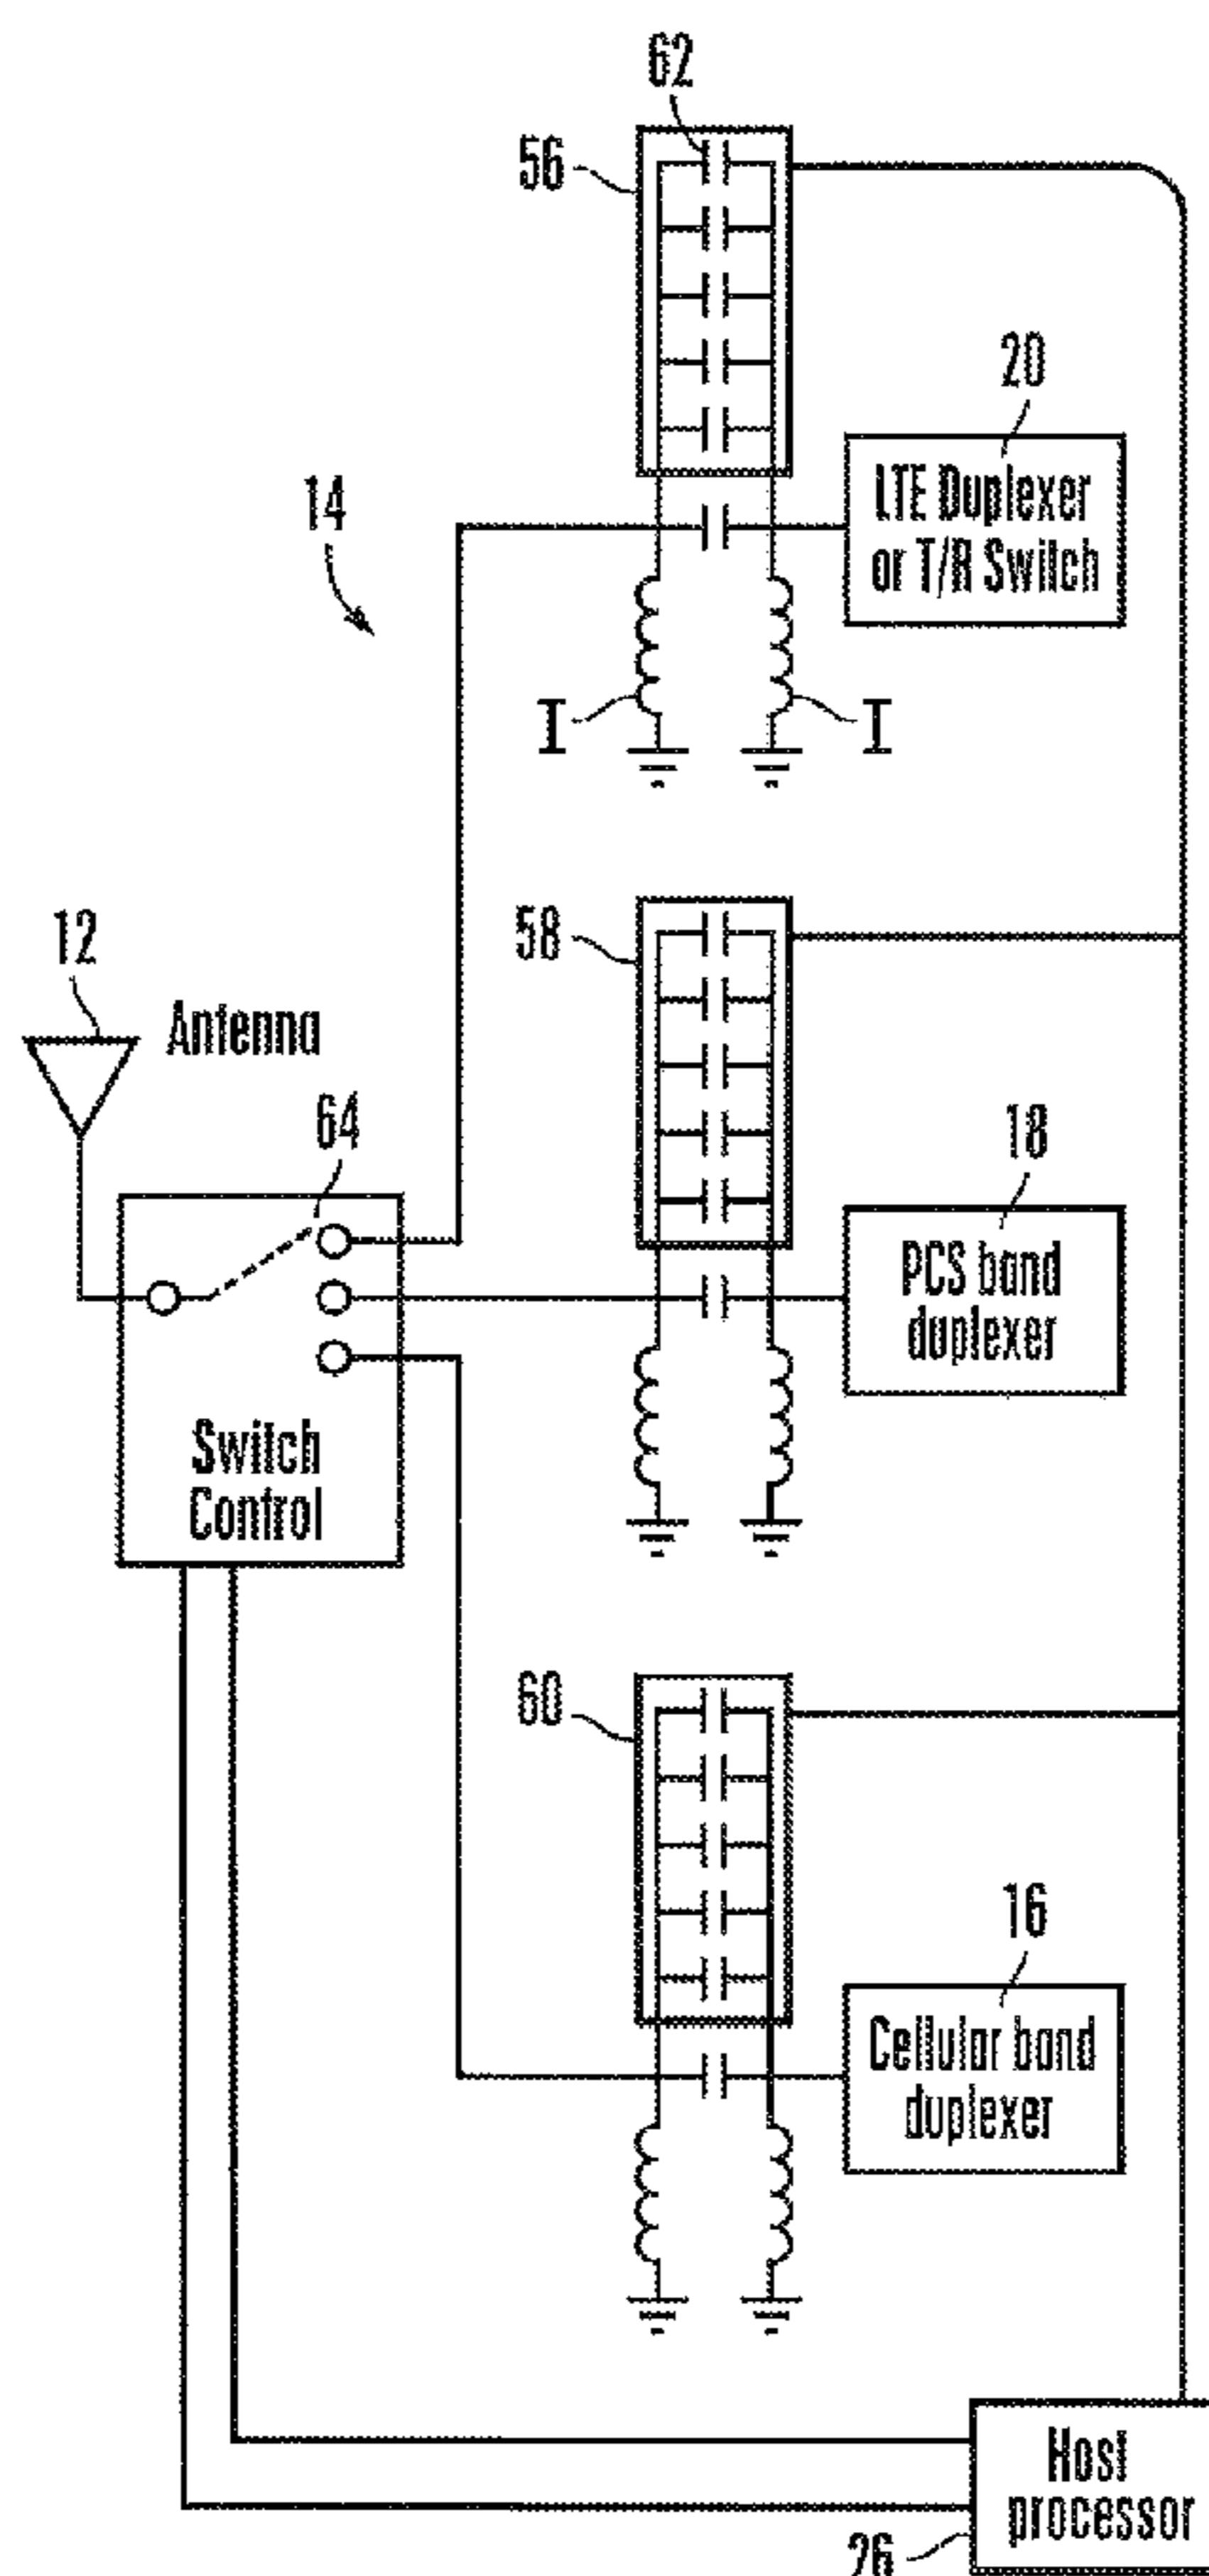 62
56
20
LTE Duplexer
or T/R Switch
14
I
I
58
12
Antenna
64
18
PCS band
duplexer
Switch
Control
60
16
Cellular band
duplexer
Host
processor
26